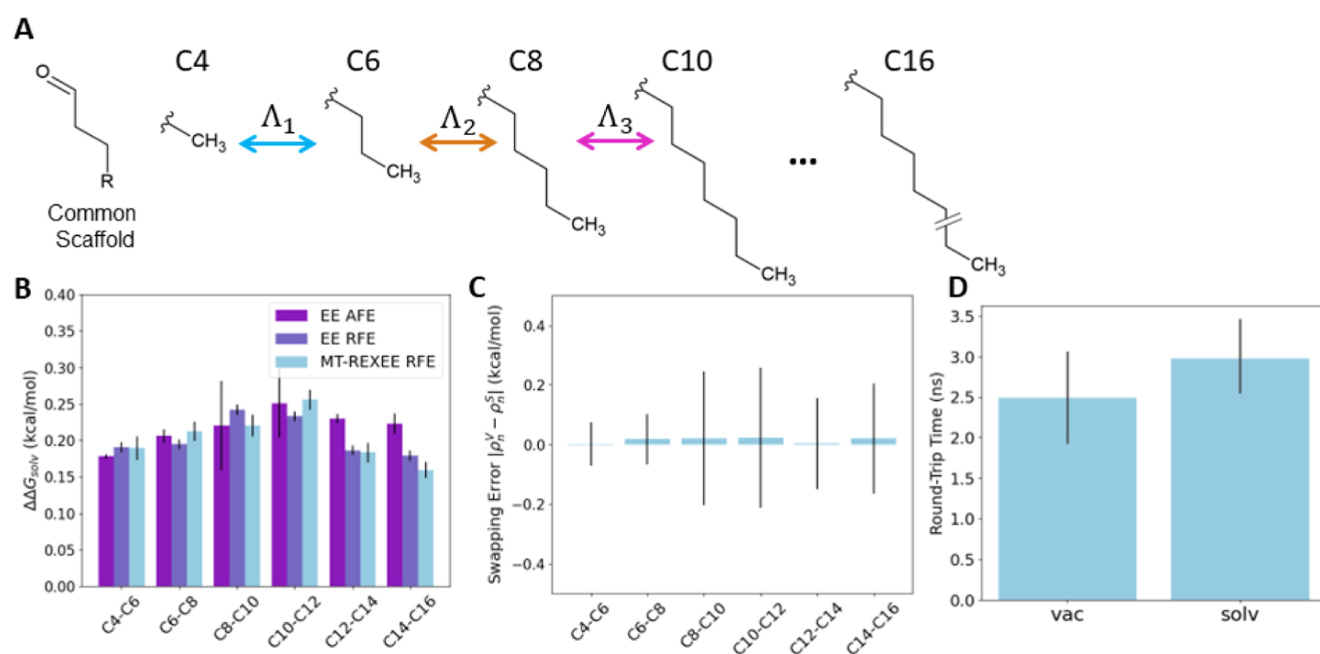 A
C4
C6
C8
C10
C16
O
R
Common
Scaffold
CH3
Λ1
CH3
Λ2
CH3
Λ3
CH3
...
CH3
B
ΔΔGsolv (kcal/mol)
0.40
0.35
0.30
0.25
0.20
0.15
0.10
0.05
0.00
EE AFE
EE RFE
MT-REXEE RFE
C4-C6
C6-C8
C8-C10
C10-C12
C12-C14
C14-C16
C
Swapping Error |ρnV − ρnS| (kcal/mol)
0.4
0.2
0.0
−0.2
−0.4
C4-C6
C6-C8
C8-C10
C10-C12
C12-C14
C14-C16
D
Round-Trip Time (ns)
3.5
3.0
2.5
2.0
1.5
1.0
0.5
0.0
vac
solv